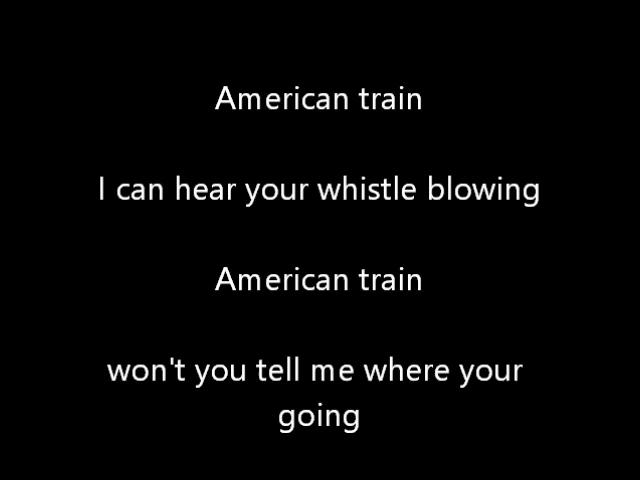 American train
I can hear your whistle blowing
American train
won't you tell me where your
going